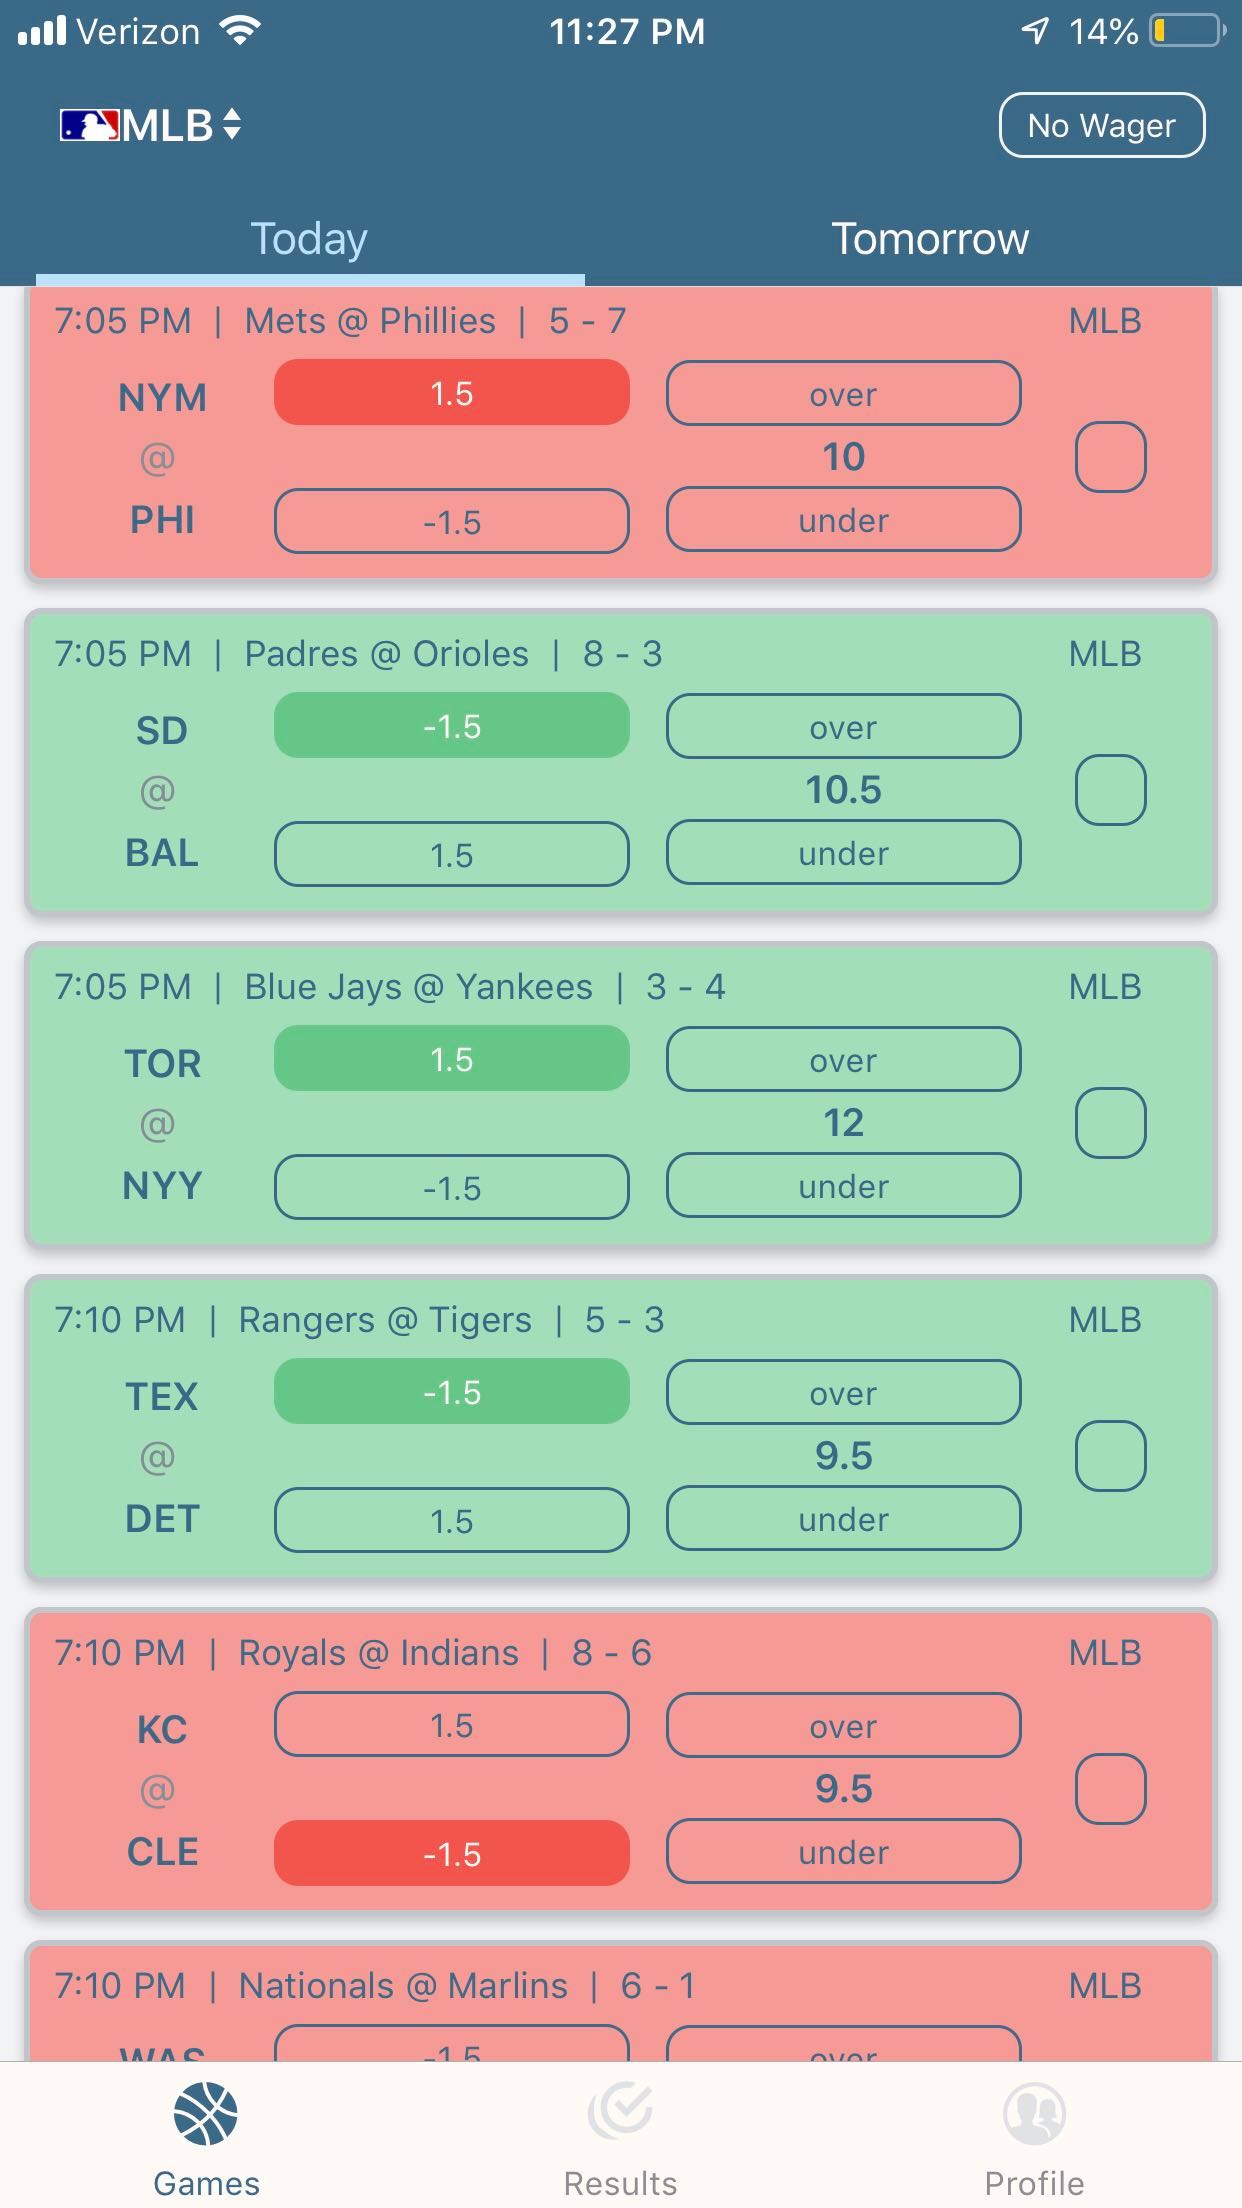 Verizon 11:27 PM 14%
MLB No Wager
Today Tomorrow
7:05 PM | Mets @ Phillies | 5 - 7 MLB
NYM 1.5 over
@ 10
PHI -1.5 under
7:05 PM | Padres @ Orioles | 8 - 3 MLB
SD -1.5 over
@ 10.5
BAL 1.5 under
7:05 PM | Blue Jays @ Yankees | 3 - 4 MLB
TOR 1.5 over
@ 12
NYY -1.5 under
7:10 PM | Rangers @ Tigers | 5 - 3 MLB
TEX -1.5 over
@ 9.5
DET 1.5 under
7:10 PM | Royals @ Indians | 8 - 6 MLB
KC 1.5 over
@ 9.5
CLE -1.5 under
7:10 PM | Nationals @ Marlins | 6 - 1 MLB
WAS -1.5 over
Games Results Profile